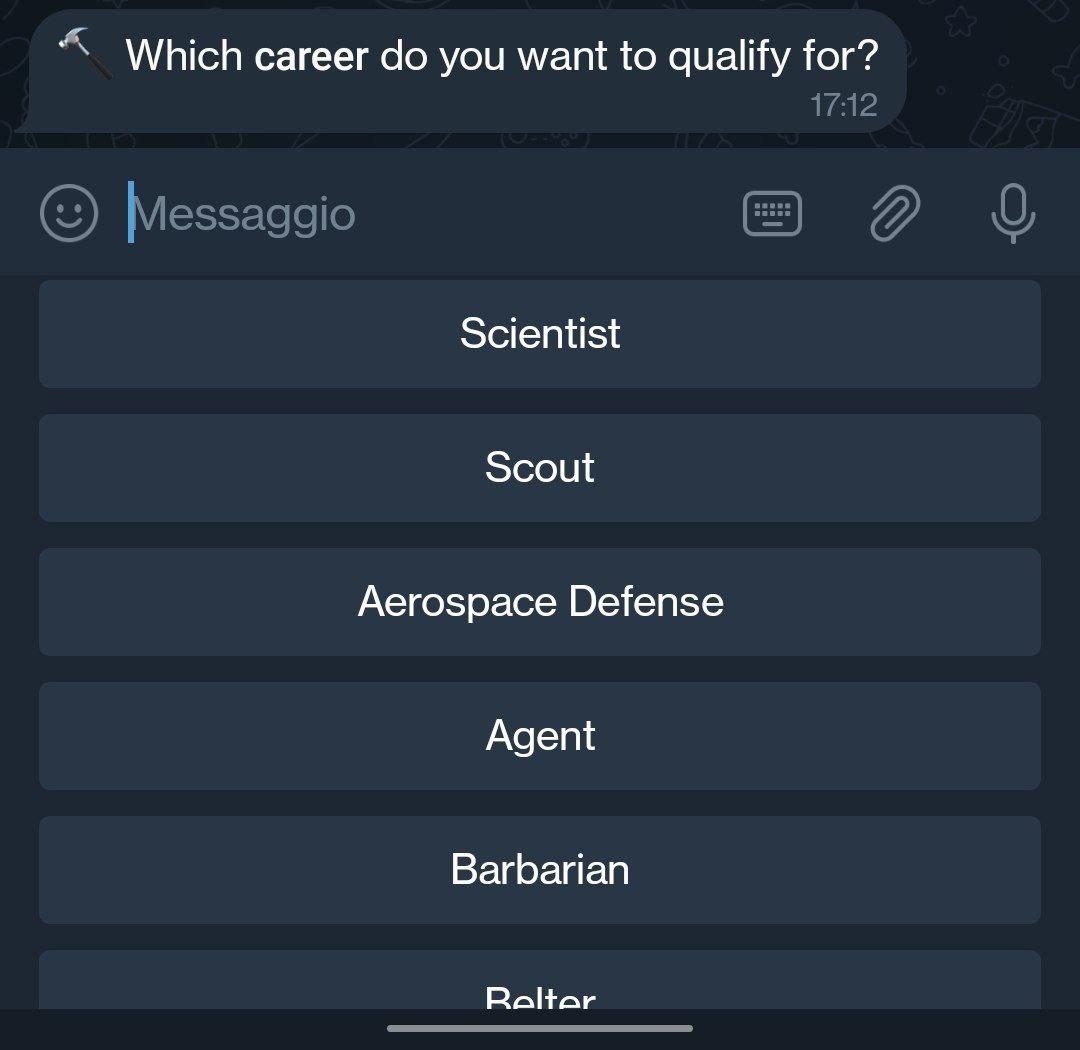 Which career do you want to qualify for?
17:12
Messaggio
Scientist
Scout
Aerospace Defense
Agent
Barbarian
Belter